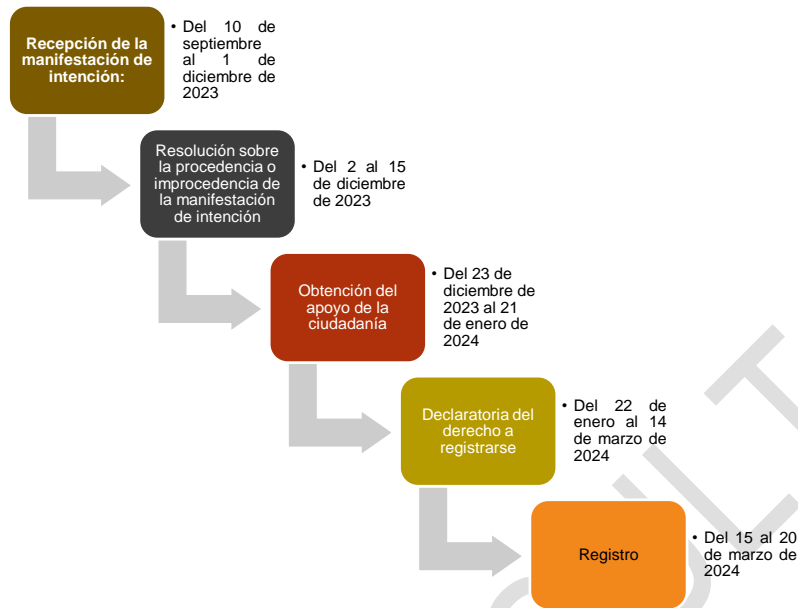 Recepción de la
manifestación de
intención:
• Del 10 de
septiembre
al 1 de
diciembre de
2023
Resolución sobre
la procedencia o
improcedencia de
la manifestación
de intención
• Del 2 al 15
de diciembre
de 2023
Obtención del
apoyo de la
ciudadanía
• Del 23 de
diciembre de
2023 al 21
de enero de
2024
Declaratoria del
derecho a
registrarse
• Del 22 de
enero al 14
de marzo de
2024
Registro
• Del 15 al 20
de marzo de
2024